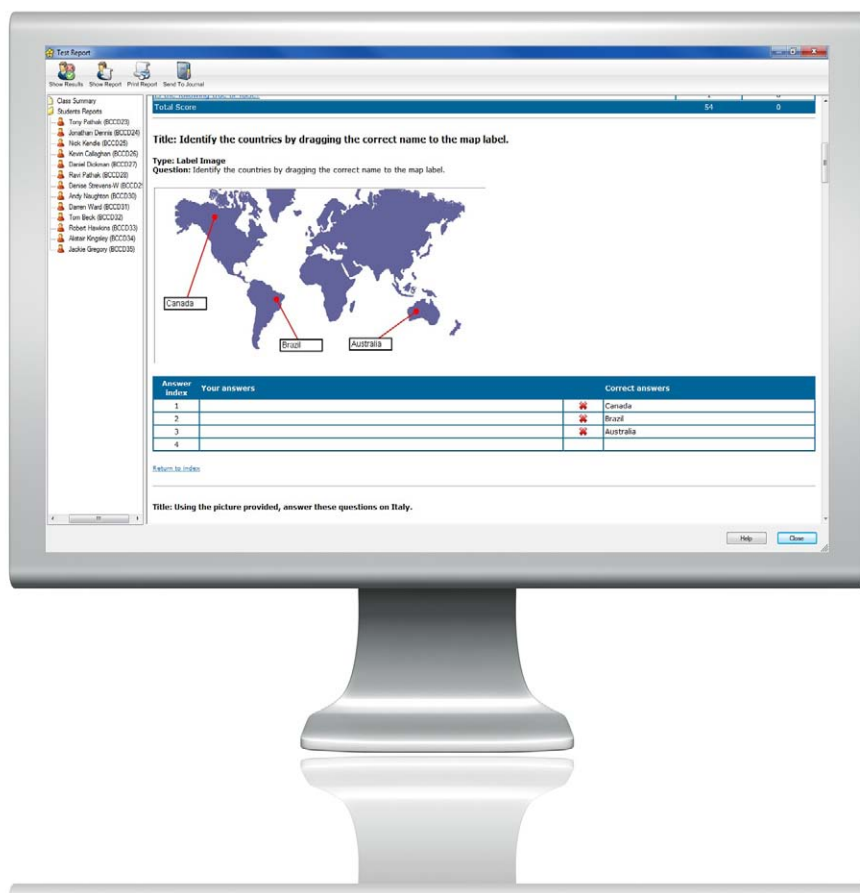 Test Report
Show Results Show Report Print Report Send To Journal
Class Summary
Students Reports
Tony Pathak (BCCD23)
Jonathan Dennis (BCCD24)
Nick Kendle (BCCD25)
Kevin Callaghan (BCCD26)
Daniel Dickman (BCCD27)
Ravi Pathak (BCCD28)
Denise Strevens-W (BCCD2
Andy Naughton (BCCD30)
Darren Ward (BCCD31)
Tom Beck (BCCD32)
Robert Hawkins (BCCD33)
Alistair Kingsley (BCCD34)
Jackie Gregory (BCCD35)
Total Score 54 0
Title: Identify the countries by dragging the correct name to the map label.
Type: Label Image
Question: Identify the countries by dragging the correct name to the map label.
Canada
Brazil
Australia
Answer index Your answers Correct answers
1 Canada
2 Brazil
3 Australia
4
Return to index
Title: Using the picture provided, answer these questions on Italy.
Help Close